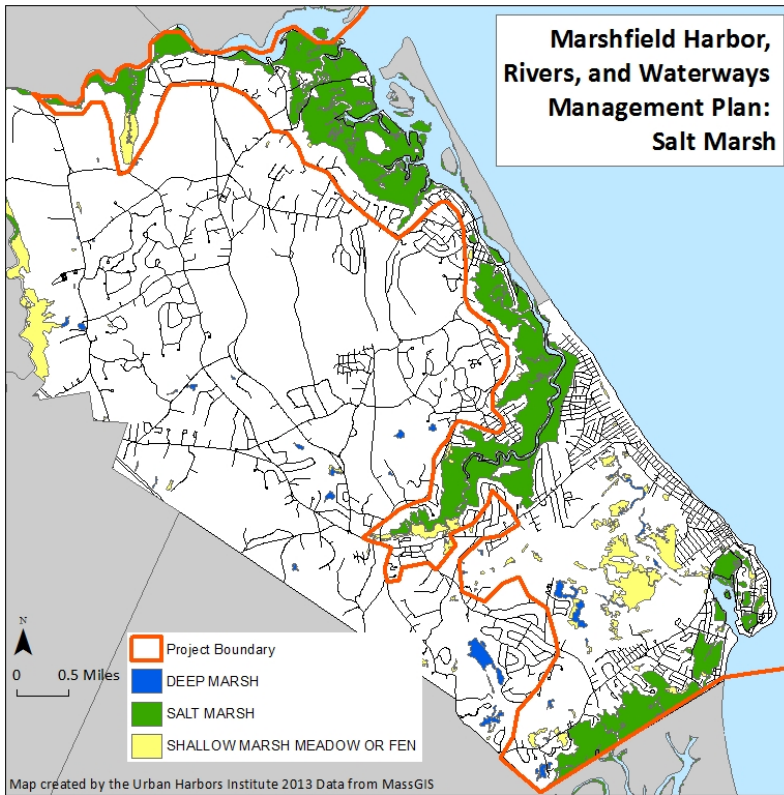 Marshfield Harbor,
Rivers, and Waterways
Management Plan:
Salt Marsh
N
0 0.5 Miles
Project Boundary
DEEP MARSH
SALT MARSH
SHALLOW MARSH MEADOW OR FEN
Map created by the Urban Harbors Institute 2013 Data from MassGIS